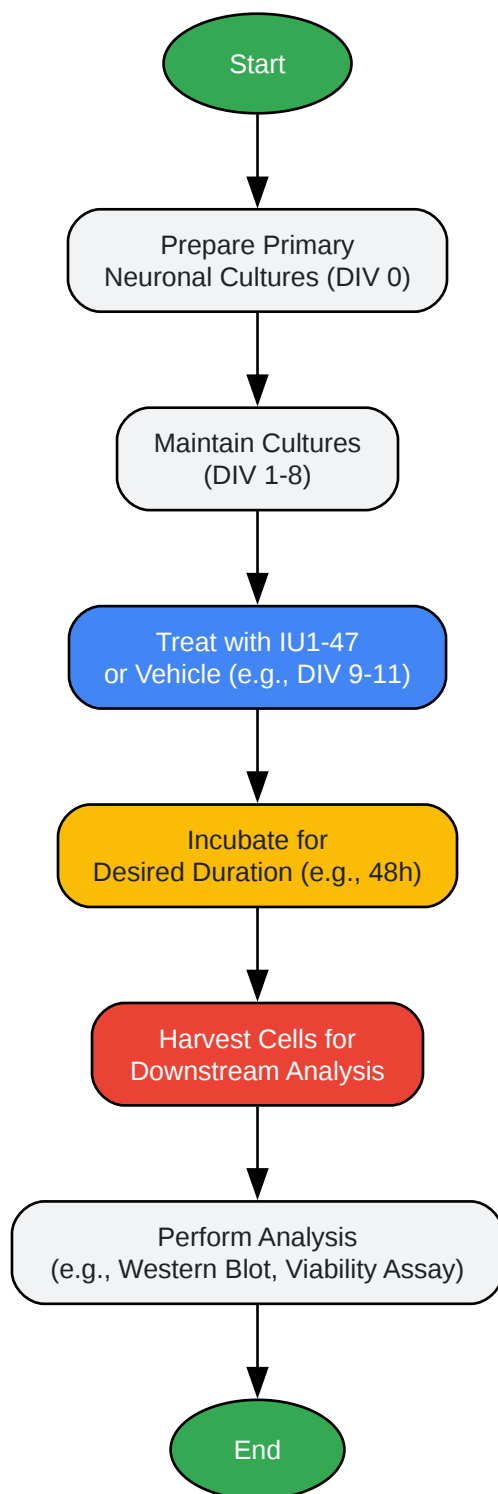 Start
Prepare Primary
Neuronal Cultures (DIV 0)
Maintain Cultures
(DIV 1-8)
Treat with IU1-47
or Vehicle (e.g., DIV 9-11)
Incubate for
Desired Duration (e.g., 48h)
Harvest Cells for
Downstream Analysis
Perform Analysis
(e.g., Western Blot, Viability Assay)
End